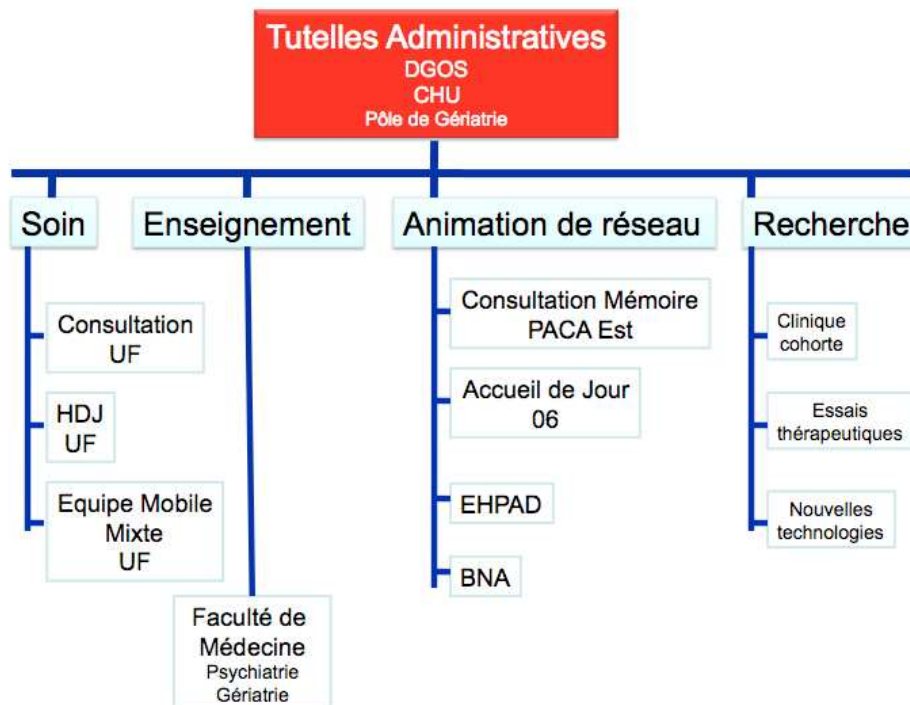 Tutelles Administratives
DGOS
CHU
Pôle de Gériatrie
Soin
Enseignement
Animation de réseau
Recherche
Consultation
UF
HDJ
UF
Equipe Mobile
Mixte
UF
Faculté de
Médecine
Psychiatrie
Gériatrie
Consultation Mémoire
PACA Est
Accueil de Jour
06
EHPAD
BNA
Clinique
cohorte
Essais
thérapeutiques
Nouvelles
technologies